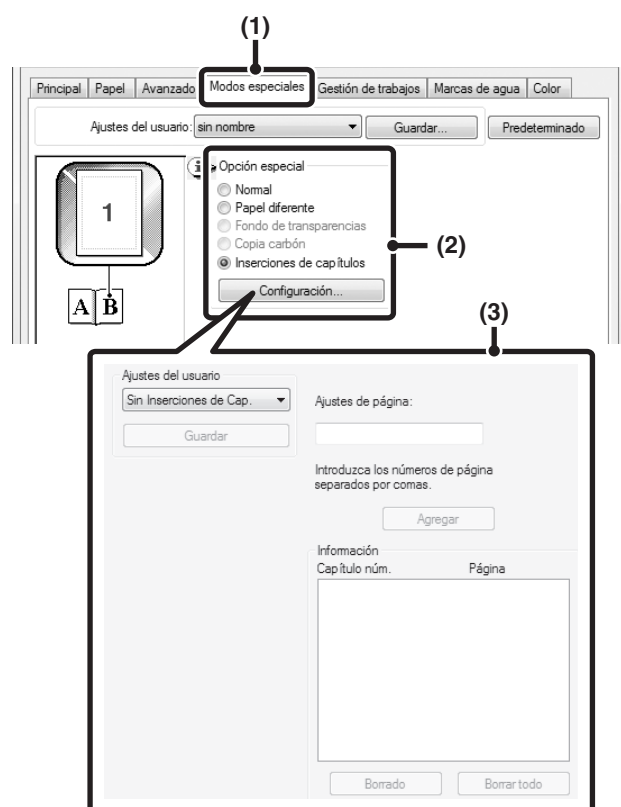 (1)
Principal Papel Avanzado Modos especiales Gestión de trabajos Marcas de agua Color
Ajustes del usuario: sin nombre Guardar... Predeterminado
Opción especial
Normal
Papel diferente
Fondo de transparencias
Copia carbón
Inserciones de capítulos
Configuración...
(2)
1
A B
(3)
Ajustes del usuario
Sin Inserciones de Cap.
Guardar
Ajustes de página:
Introduzca los números de página
separados por comas.
Agregar
Información
Capítulo núm. Página
Borrado Borrar todo